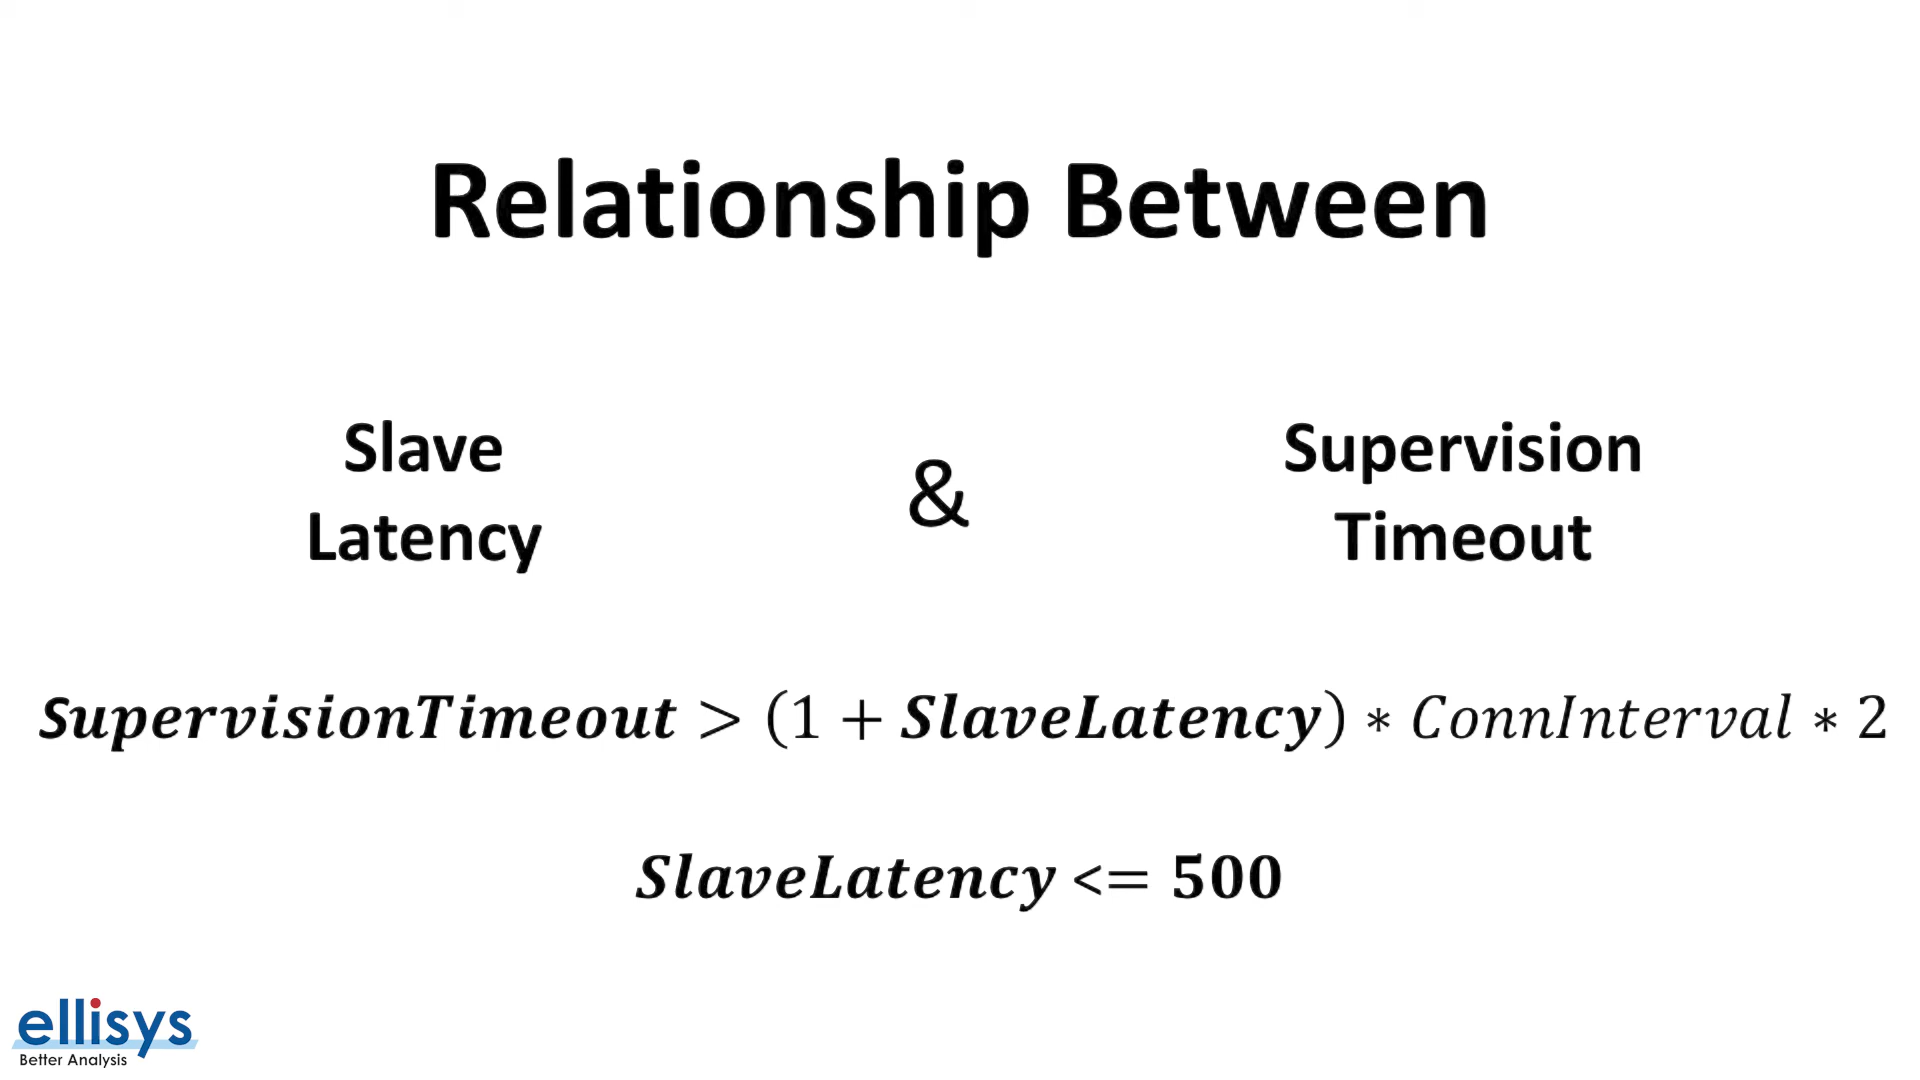 Relationship Between
Slave
Latency
&
Supervision
Timeout
SupervisionTimeout > (1 + SlaveLatency) * ConnInterval * 2
SlaveLatency <= 500
ellisys
Better Analysis